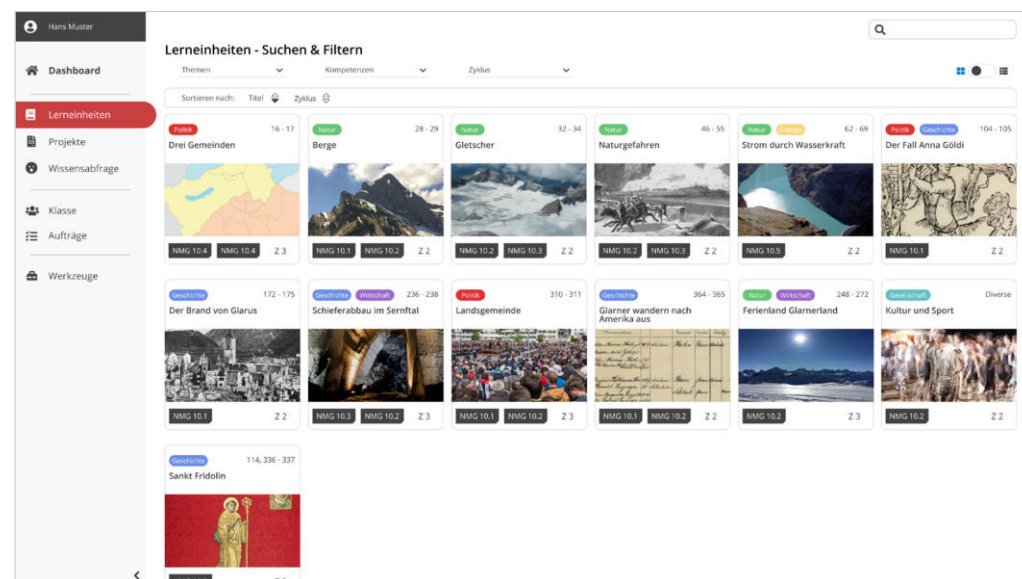 Hans Muster
Dashboard
Lerneinheiten
Projekte
Wissensabfrage
Klasse
Aufträge
Werkzeuge
Lerneinheiten - Suchen & Filtern
Themen Kompetenzen Zyklus
Sortieren nach: Titel Zyklus
Politik 16 - 17
Drei Gemeinden
NMG 10.4 NMG 10.4 Z 3
Natur 28 - 29
Berge
NMG 10.1 NMG 10.2 Z 2
Natur 32 - 34
Gletscher
NMG 10.2 NMG 10.3 Z 2
Natur 46 - 55
Naturgefahren
NMG 10.2 NMG 10.3 Z 2
Natur Energie 62 - 69
Strom durch Wasserkraft
NMG 10.5 Z 2
Politik Geschichte 104 - 105
Der Fall Anna Göldi
NMG 10.1 Z 2
Geschichte 172 - 175
Der Brand von Glarus
NMG 10.1 Z 2
Geschichte Wirtschaft 236 - 238
Schieferabbau im Sernftal
NMG 10.3 NMG 10.2 Z 3
Politik 310 - 311
Landsgemeinde
NMG 10.1 NMG 10.2 Z 3
Geschichte 364 - 365
Glarner wandern nach
Amerika aus
NMG 10.1 NMG 10.2 Z 2
Natur Wirtschaft 248 - 272
Ferienland Glarnerland
NMG 10.2 Z 3
Gesellschaft Diverse
Kultur und Sport
NMG 10.2 Z 2
Geschichte 114, 336 - 337
Sankt Fridolin